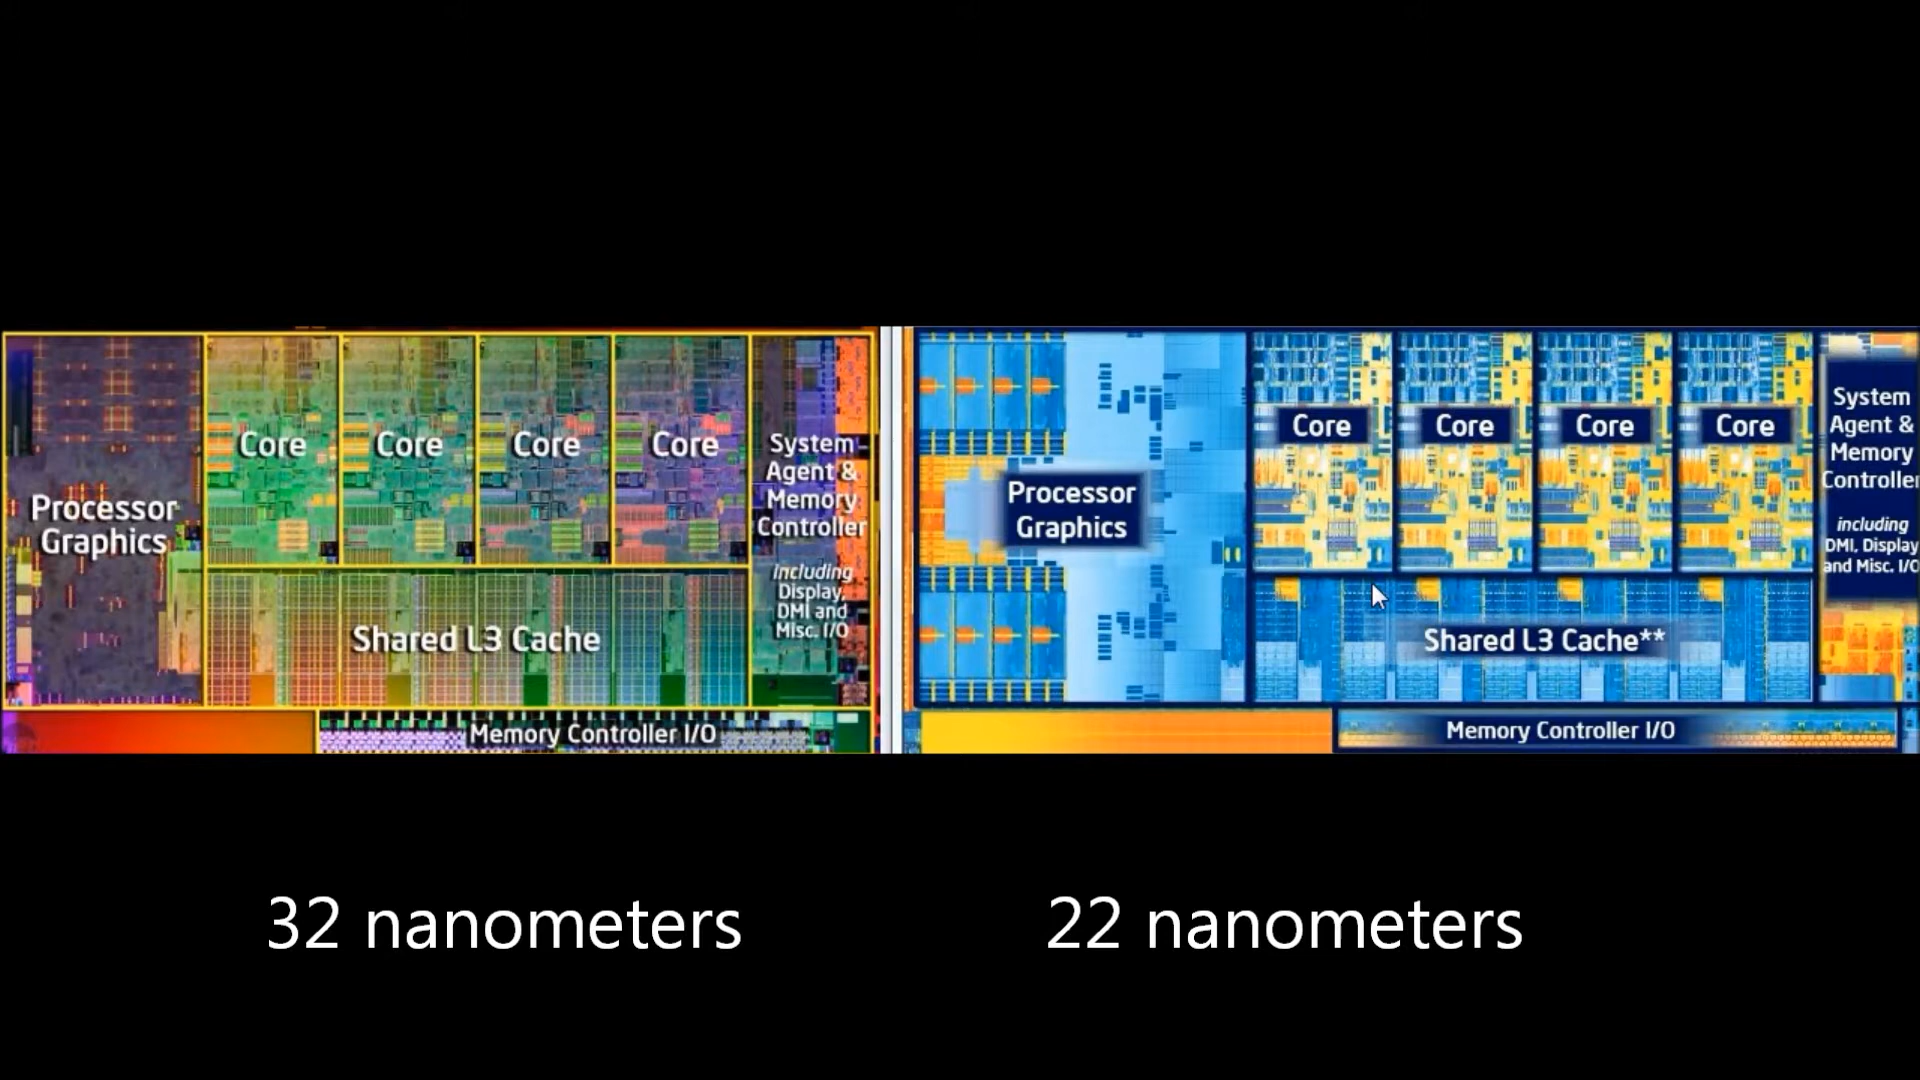 Processor
Graphics
Core
Core
Core
Core
System
Agent &
Memory
Controller
including
Display,
DMI and
Misc. I/O
Shared L3 Cache
Memory Controller I/O
Processor
Graphics
Core
Core
Core
Core
System
Agent &
Memory
Controller
including
DMI, Display
and Misc. I/O
Shared L3 Cache**
Memory Controller I/O
32 nanometers
22 nanometers